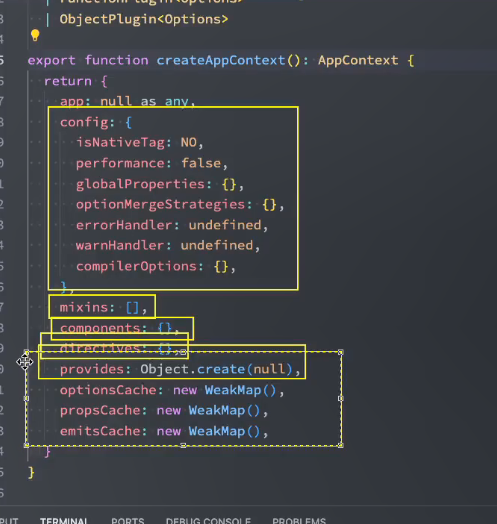 | ObjectPlugin<Options>
export function createAppContext(): AppContext {
return {
app: null as any,
config: {
isNativeTag: NO,
performance: false,
globalProperties: {},
optionMergeStrategies: {},
errorHandler: undefined,
warnHandler: undefined,
compilerOptions: {},
},
mixins: [],
components: {},
directives: {},
provides: Object.create(null),
optionsCache: new WeakMap(),
propsCache: new WeakMap(),
emitsCache: new WeakMap(),
}
}
PUT TERMINAL PORTS DEBUG CONSOLE PROBLEMS